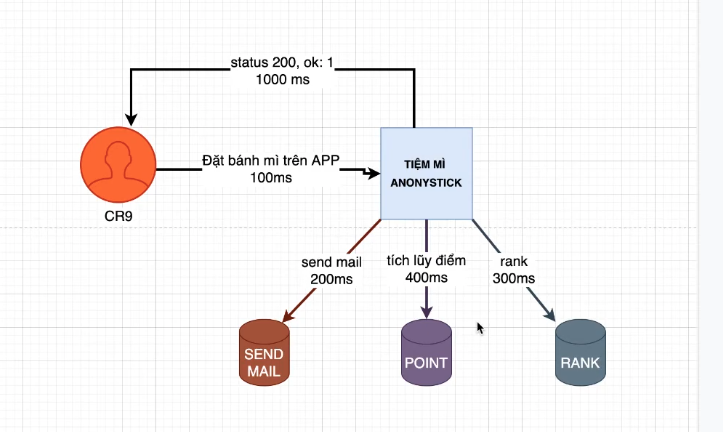 status 200, ok: 1
1000 ms
Đặt bánh mì trên APP
100ms
TIỆM MÌ
ANONYSTICK
CR9
send mail
200ms
tích lũy điểm
400ms
rank
300ms
SEND
MAIL
POINT
RANK